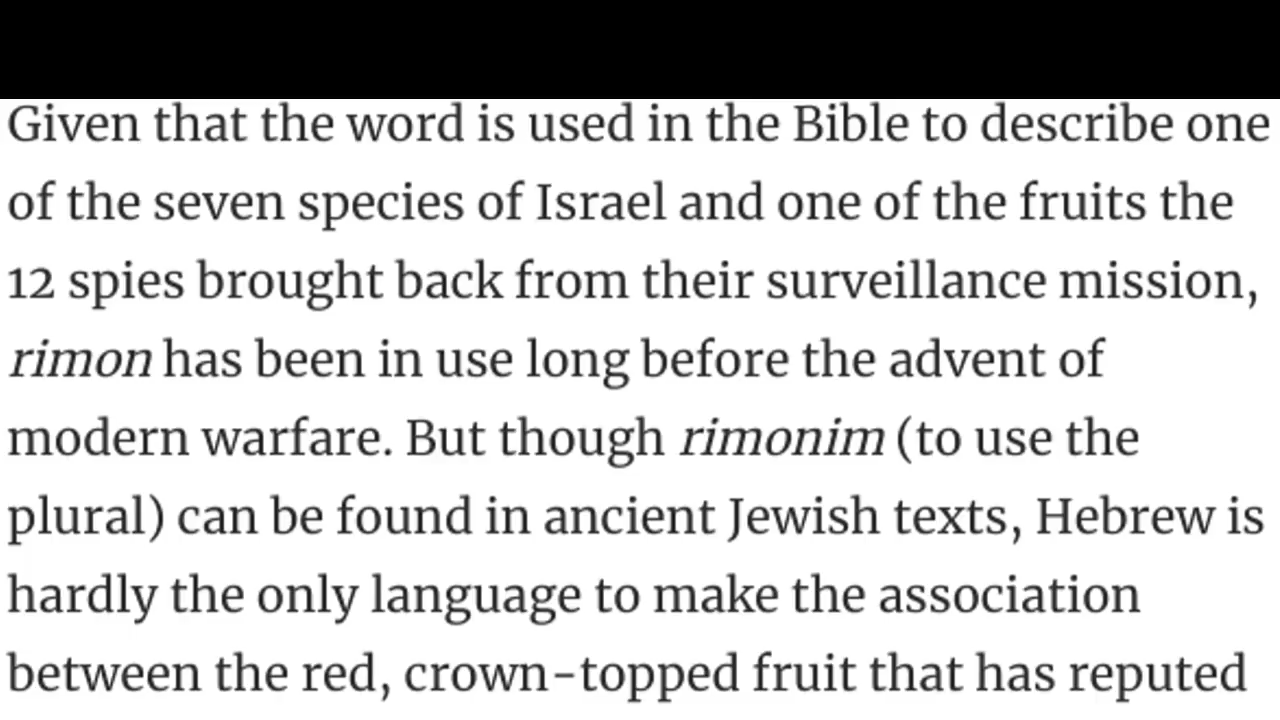 Given that the word is used in the Bible to describe one
of the seven species of Israel and one of the fruits the
12 spies brought back from their surveillance mission,
rimon has been in use long before the advent of
modern warfare. But though rimonim (to use the
plural) can be found in ancient Jewish texts, Hebrew is
hardly the only language to make the association
between the red, crown-topped fruit that has reputed